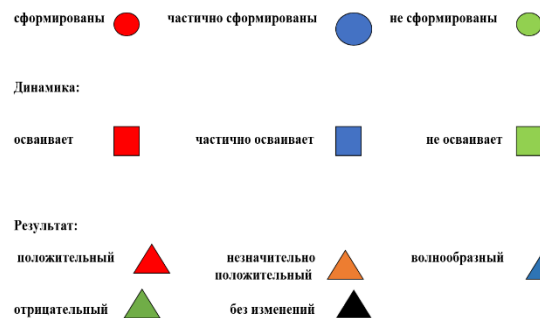 сформированы частично сформированы не сформированы
Динамика:
осваивает частично осваивает не осваивает
Результат:
положительный незначительно положительный волнообразный
отрицательный без изменений